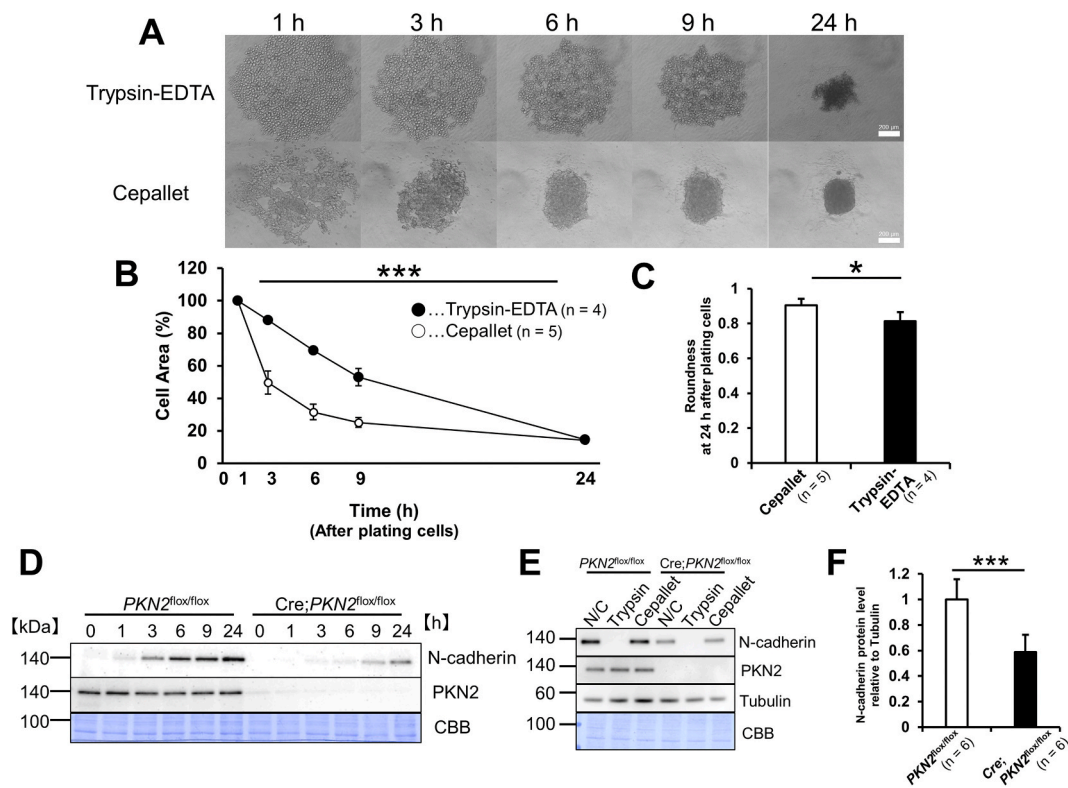 A
1 h 3 h 6 h 9 h 24 h
Trypsin-EDTA
200 μm
Cepallet
200 μm
B
120
100
80
60
40
20
0
Cell Area (%)
***
●…Trypsin-EDTA (n = 4)
○…Cepallet (n = 5)
0 1 3 6 9 24
Time (h)
(After plating cells)
C
*
1
0.8
0.6
0.4
0.2
0
Roundness
at 24 h after plating cells
Cepallet
(n = 5)
Trypsin-
EDTA
(n = 4)
D
PKN2flox/flox Cre;PKN2flox/flox
【kDa】 0 1 3 6 9 24 0 1 3 6 9 24 【h】
140 N-cadherin
140 PKN2
100 CBB
E
PKN2flox/flox Cre;PKN2flox/flox
N/C Trypsin Cepallet N/C Trypsin Cepallet
140 N-cadherin
140 PKN2
60 Tubulin
100 CBB
F
***
1.2
1
0.8
0.6
0.4
0.2
0
N-cadherin protein level
relative to Tubulin
PKN2flox/flox
(n = 6)
Cre;
PKN2flox/flox
(n = 6)